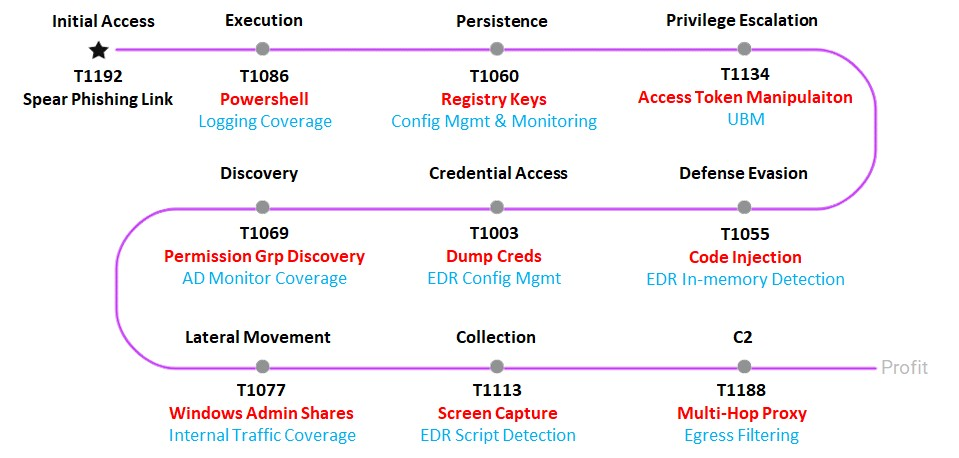 Initial Access
Execution
Persistence
Privilege Escalation
T1192
Spear Phishing Link
T1086
Powershell
Logging Coverage
T1060
Registry Keys
Config Mgmt & Monitoring
T1134
Access Token Manipulaiton
UBM
Discovery
Credential Access
Defense Evasion
T1069
Permission Grp Discovery
AD Monitor Coverage
T1003
Dump Creds
EDR Config Mgmt
T1055
Code Injection
EDR In-memory Detection
Lateral Movement
Collection
C2
Profit
T1077
Windows Admin Shares
Internal Traffic Coverage
T1113
Screen Capture
EDR Script Detection
T1188
Multi-Hop Proxy
Egress Filtering